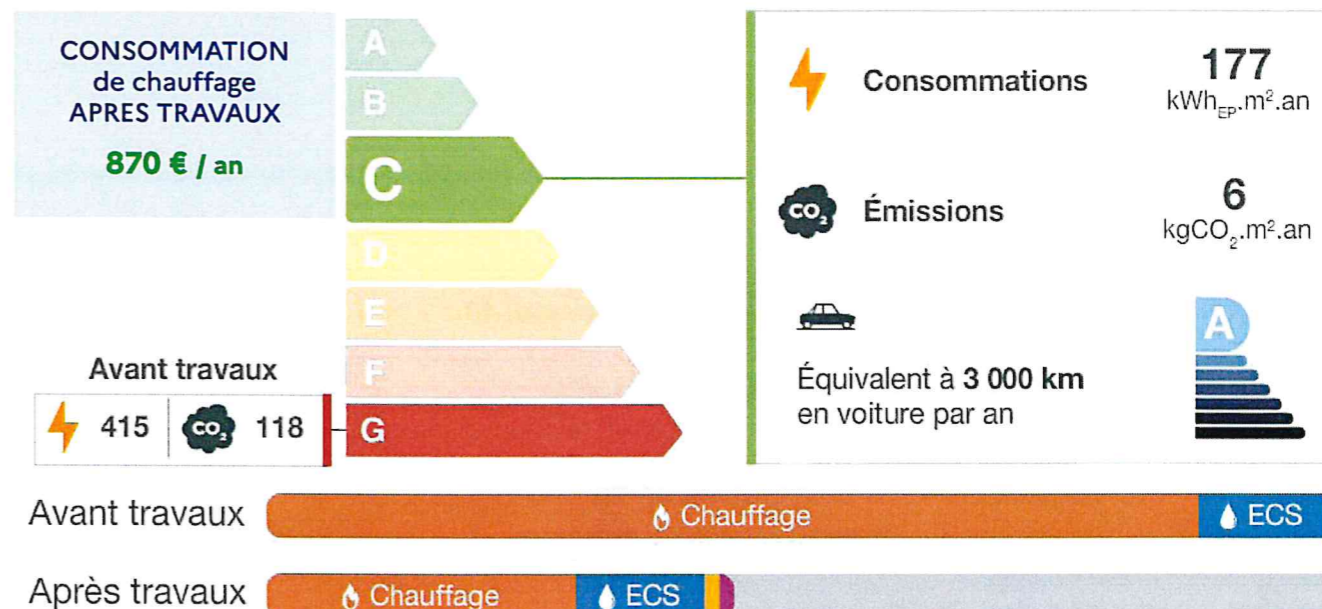 CONSOMMATION
de chauffage
APRES TRAVAUX
870 € / an
A
B
C
D
E
F
G
Avant travaux
415 CO₂ 118
Consommations 177
kWhEP.m².an
CO₂ Émissions 6
kgCO₂.m².an
A
Équivalent à 3 000 km
en voiture par an
Avant travaux Chauffage ECS
Après travaux Chauffage ECS